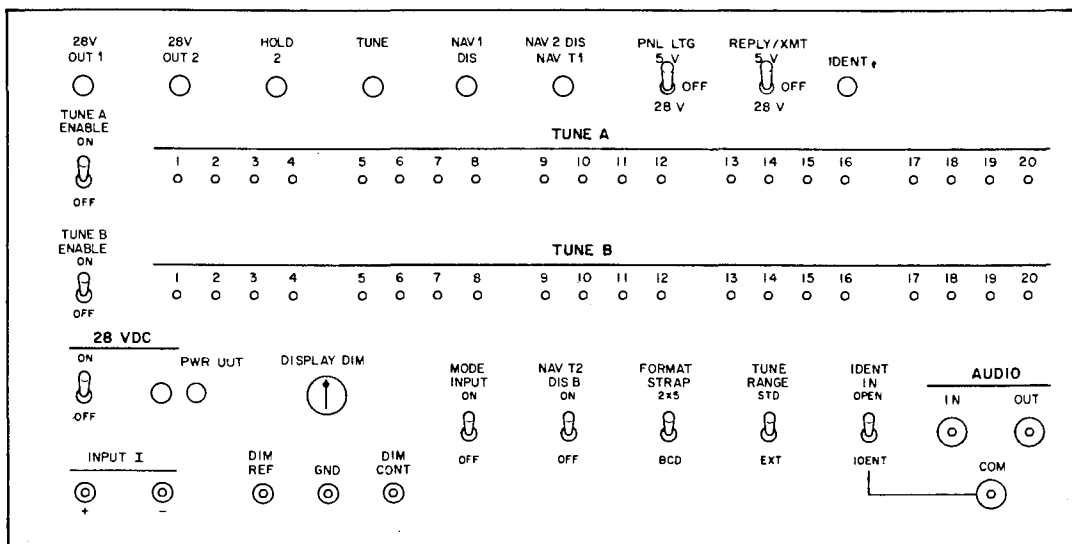 28V OUT 1
28V OUT 2
HOLD 2
TUNE
NAV 1 DIS
NAV 2 DIS NAV T1
PNL LTG 5 V OFF 28 V
REPLY/XMT 5 V OFF 28 V
IDENT
TUNE A ENABLE ON OFF
TUNE A
1 2 3 4 5 6 7 8 9 10 11 12 13 14 15 16 17 18 19 20
TUNE B ENABLE ON OFF
TUNE B
1 2 3 4 5 6 7 8 9 10 11 12 13 14 15 16 17 18 19 20
28 VDC
ON OFF
PWR UUT
DISPLAY DIM
MODE INPUT ON OFF
NAV T2 DIS B ON OFF
FORMAT STRAP 2x5 BCD
TUNE RANGE STD EXT
IDENT IN OPEN IDENT
AUDIO
IN OUT
COM
INPUT I
+ −
DIM REF
GND
DIM CONT